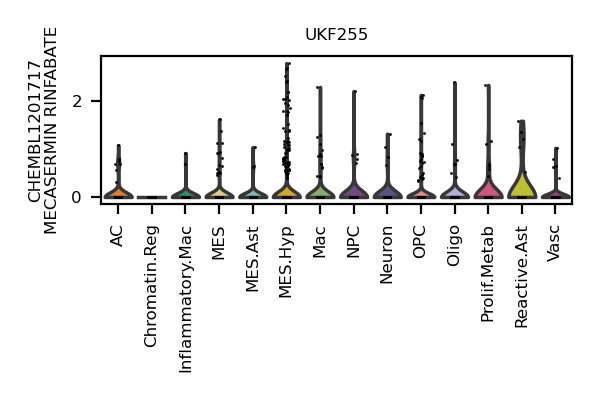 UKF255
CHEMBL1201717
MECASERMIN RINFABATE
2
0
AC
Chromatin.Reg
Inflammatory.Mac
MES
MES.Ast
MES.Hyp
Mac
NPC
Neuron
OPC
Oligo
Prolif.Metab
Reactive.Ast
Vasc